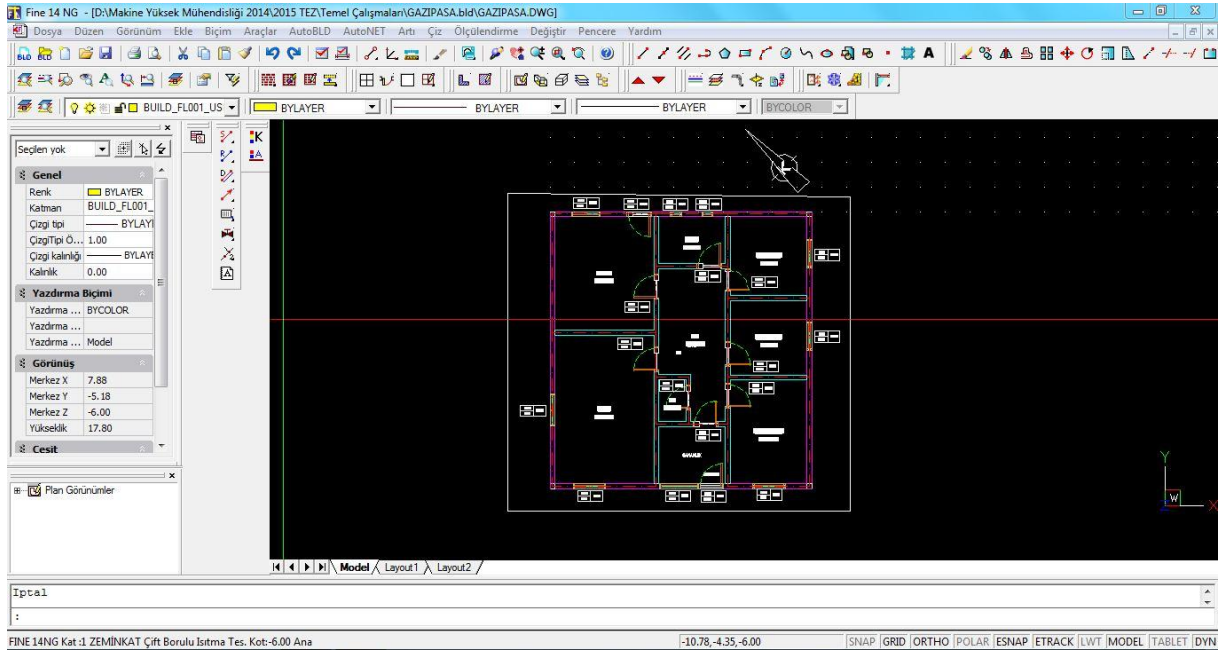 Fine 14 NG - [D:\Makine Yüksek Mühendisliği 2014\2015 TEZ\Temel Çalışmaları\GAZIPASA.bld\GAZIPASA.DWG]
Dosya Düzen Görünüm Ekle Biçim Araçlar AutoBLD AutoNET Artı Çiz Ölçülendirme Değiştir Pencere Yardım
BUILD_FL001_US BYLAYER BYLAYER BYLAYER BYCOLOR
Seçilen yok
Genel
Renk BYLAYER
Katman BUILD_FL001_
Çizgi tipi BYLAYI
ÇizgiTipi Ö... 1.00
Çizgi kalınlığı BYLAYE
Kalınlık 0.00
Yazdırma Biçimi
Yazdırma ... BYCOLOR
Yazdırma ...
Yazdırma ... Model
Görünüş
Merkez X 7.88
Merkez Y -5.18
Merkez Z -6.00
Yükseklik 17.80
Cesit
Plan Görünümler
Y
W
X
Model Layout1 Layout2
Iptal
:
FINE 14NG Kat :1 ZEMİNKAT Çift Borulu Isıtma Tes. Kot:-6.00 Ana -10.78,-4.35,-6.00 SNAP GRID ORTHO POLAR ESNAP ETRACK LWT MODEL TABLET DYN